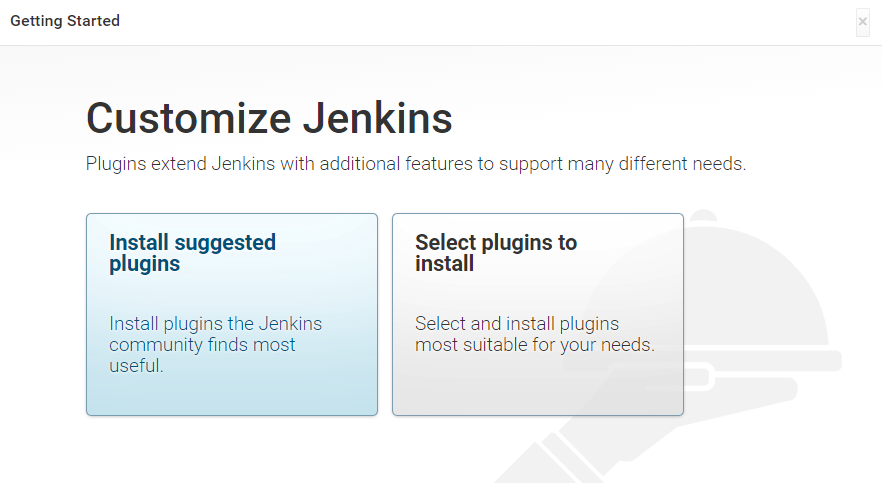 Getting Started
×
Customize Jenkins
Plugins extend Jenkins with additional features to support many different needs.
Install suggested
plugins
Install plugins the Jenkins
community finds most
useful.
Select plugins to
install
Select and install plugins
most suitable for your needs.